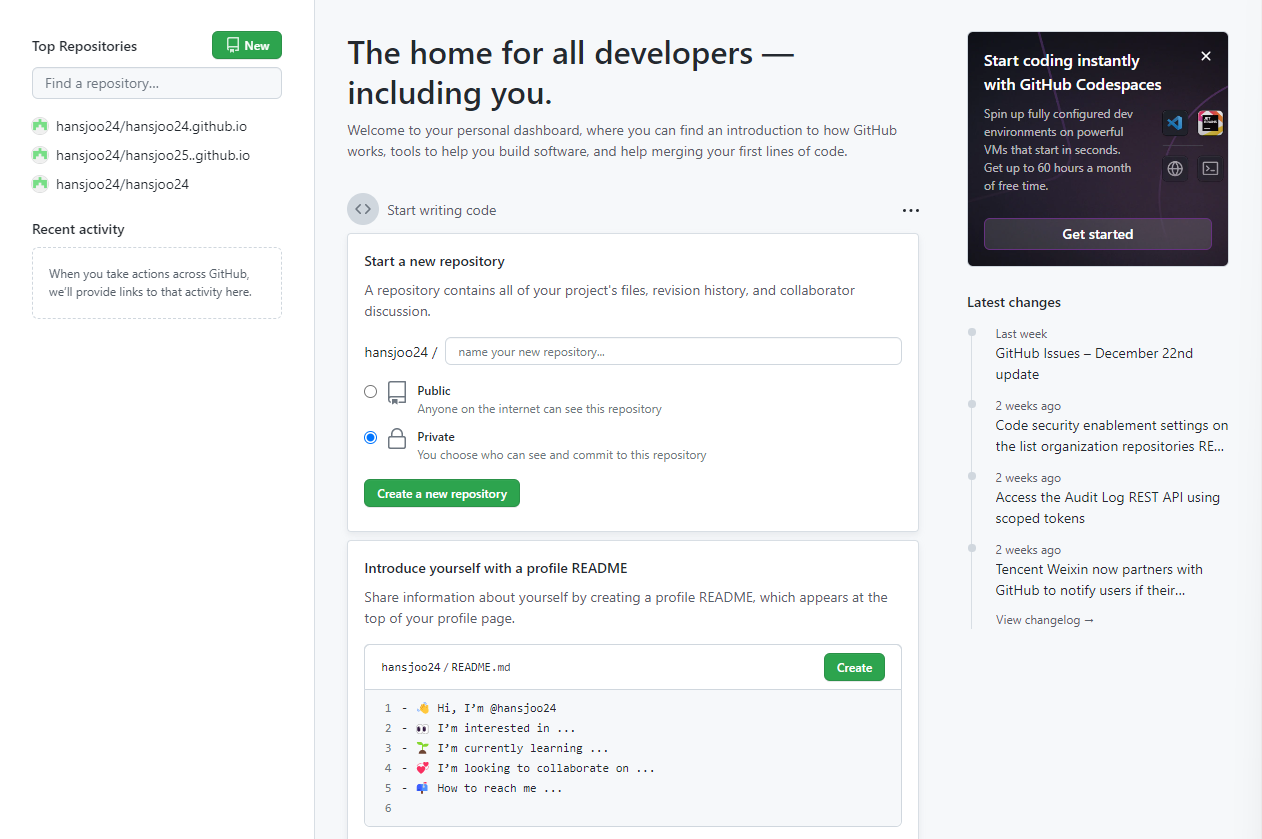 Top Repositories
New
Find a repository...
hansjoo24/hansjoo24.github.io
hansjoo24/hansjoo25..github.io
hansjoo24/hansjoo24
Recent activity
When you take actions across GitHub,
we'll provide links to that activity here.
The home for all developers —
including you.
Welcome to your personal dashboard, where you can find an introduction to how GitHub
works, tools to help you build software, and help merging your first lines of code.
Start writing code
Start a new repository
A repository contains all of your project's files, revision history, and collaborator
discussion.
hansjoo24 /
name your new repository...
Public
Anyone on the internet can see this repository
Private
You choose who can see and commit to this repository
Create a new repository
Introduce yourself with a profile README
Share information about yourself by creating a profile README, which appears at the
top of your profile page.
hansjoo24 / README.md
Create
1 - 👋 Hi, I’m @hansjoo24
2 - 👀 I’m interested in ...
3 - 🌱 I’m currently learning ...
4 - 💞️ I’m looking to collaborate on ...
5 - 📫 How to reach me ...
6
Start coding instantly
with GitHub Codespaces
Spin up fully configured dev
environments on powerful
VMs that start in seconds.
Get up to 60 hours a month
of free time.
Get started
Latest changes
Last week
GitHub Issues – December 22nd
update
2 weeks ago
Code security enablement settings on
the list organization repositories RE...
2 weeks ago
Access the Audit Log REST API using
scoped tokens
2 weeks ago
Tencent Weixin now partners with
GitHub to notify users if their...
View changelog →